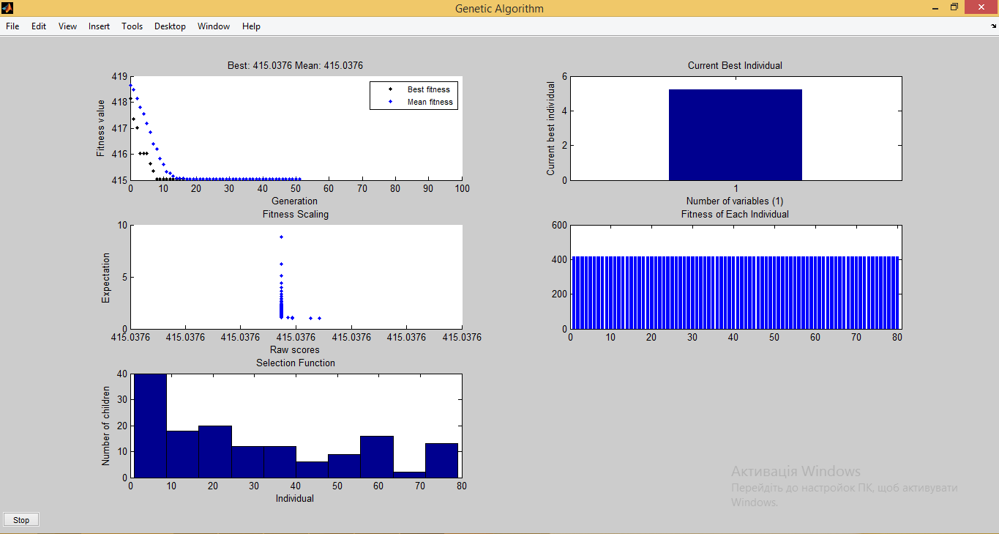 Genetic Algorithm
File Edit View Insert Tools Desktop Window Help
Best: 415.0376 Mean: 415.0376
419
418
417
416
415
Fitness value
Best fitness
Mean fitness
0 10 20 30 40 50 60 70 80 90 100
Generation
Current Best Individual
6
4
2
0
Current best individual
1
Number of variables (1)
Fitness Scaling
10
5
0
Expectation
415.0376 415.0376 415.0376 415.0376 415.0376 415.0376 415.0376
Raw scores
Fitness of Each Individual
600
400
200
0
0 10 20 30 40 50 60 70 80
Selection Function
40
30
20
10
0
Number of children
0 10 20 30 40 50 60 70 80
Individual
Активація Windows
Перейдіть до настройок ПК, щоб активувати
Windows.
Stop